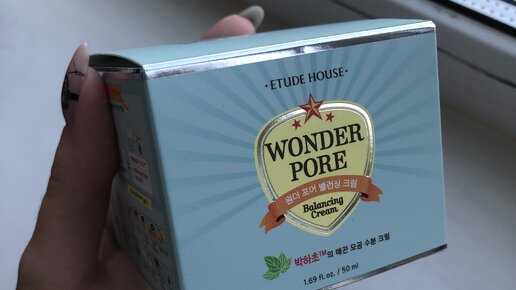 ·ETUDE HOUSE·
WONDER
PORE
원더 포어 밸런싱 크림
Balancing
Cream
박하초™의 매끈 모공 수분 크림
1.69 fl. oz. / 50 ml